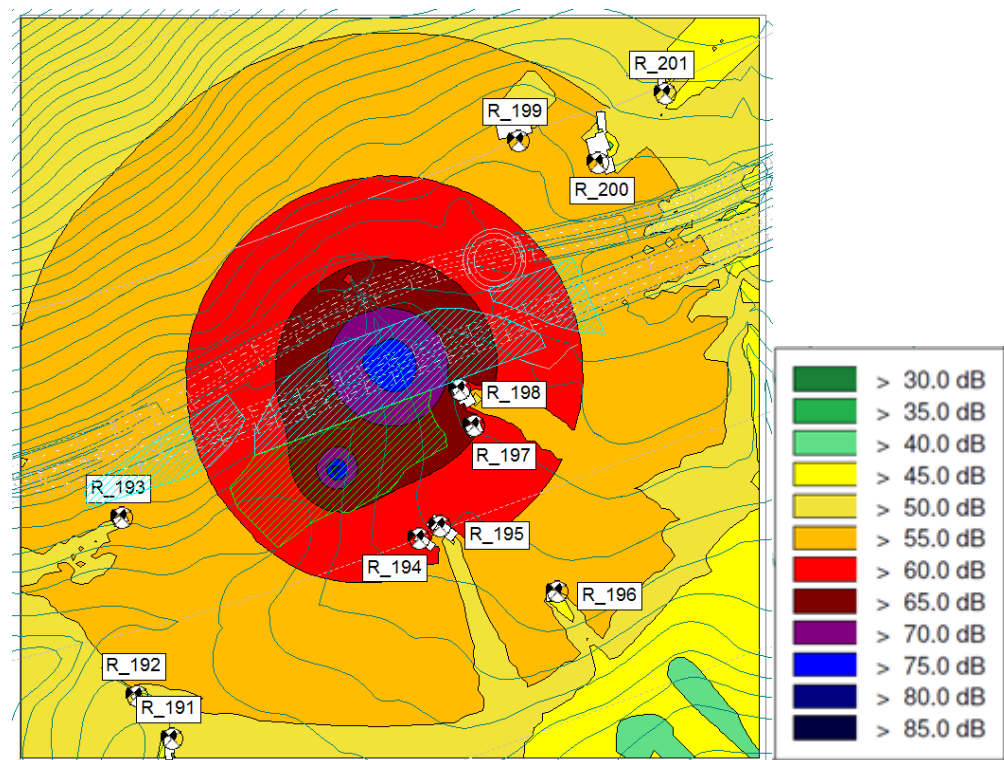 R_201
R_199
R_200
R_198
R_197
R_193
R_195
R_194
R_196
R_192
R_191
> 30.0 dB
> 35.0 dB
> 40.0 dB
> 45.0 dB
> 50.0 dB
> 55.0 dB
> 60.0 dB
> 65.0 dB
> 70.0 dB
> 75.0 dB
> 80.0 dB
> 85.0 dB